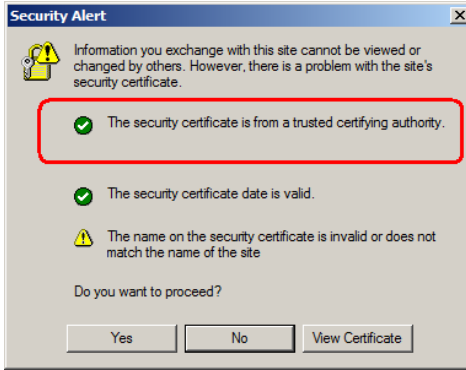 Security Alert
Information you exchange with this site cannot be viewed or
changed by others. However, there is a problem with the site's
security certificate.
The security certificate is from a trusted certifying authority.
The security certificate date is valid.
The name on the security certificate is invalid or does not
match the name of the site
Do you want to proceed?
Yes No View Certificate